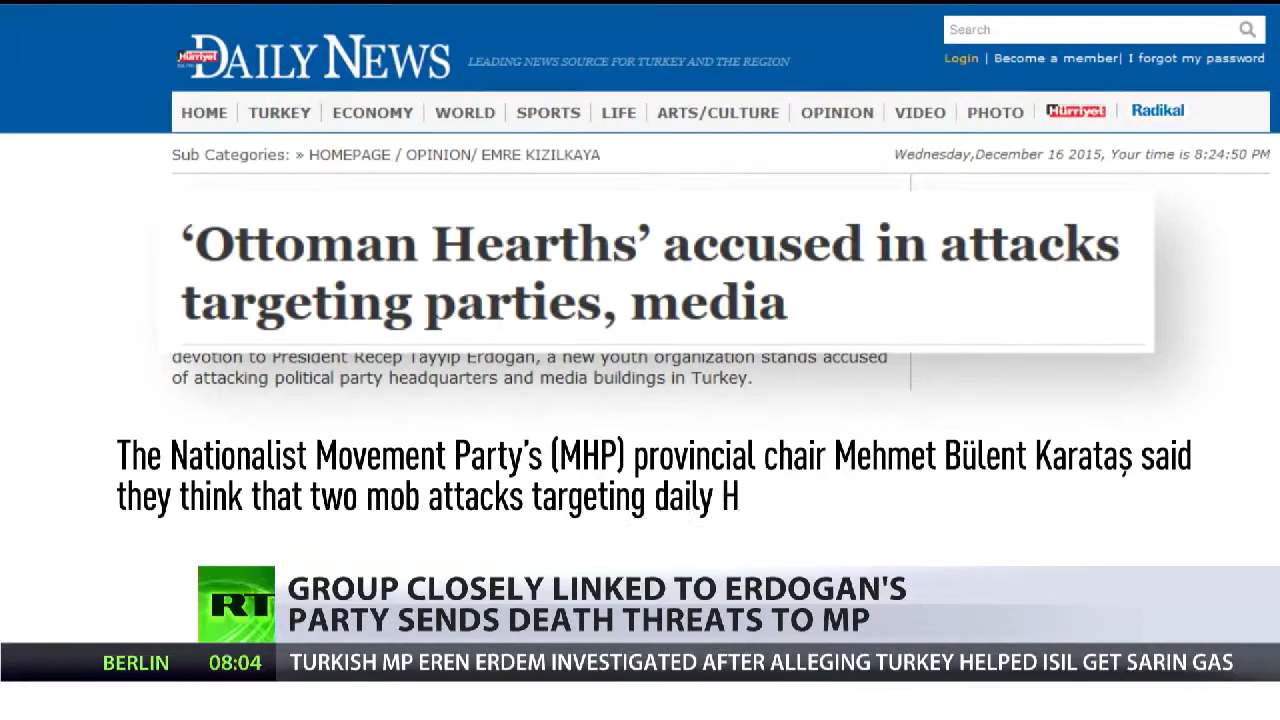 Search
Hürriyet
DAILY NEWS LEADING NEWS SOURCE FOR TURKEY AND THE REGION
Login | Become a member| I forgot my password
HOME | TURKEY | ECONOMY | WORLD | SPORTS | LIFE | ARTS/CULTURE | OPINION | VIDEO | PHOTO | Hürriyet | Radikal
Sub Categories: » HOMEPAGE / OPINION/ EMRE KIZILKAYA
Wednesday,December 16 2015, Your time is 8:24:50 PM
‘Ottoman Hearths’ accused in attacks
targeting parties, media
devotion to President Recep Tayyip Erdoğan, a new youth organization stands accused
of attacking political party headquarters and media buildings in Turkey.
The Nationalist Movement Party’s (MHP) provincial chair Mehmet Bülent Karataş said
they think that two mob attacks targeting daily H
RT
GROUP CLOSELY LINKED TO ERDOGAN'S
PARTY SENDS DEATH THREATS TO MP
BERLIN 08:04 TURKISH MP EREN ERDEM INVESTIGATED AFTER ALLEGING TURKEY HELPED ISIL GET SARIN GAS